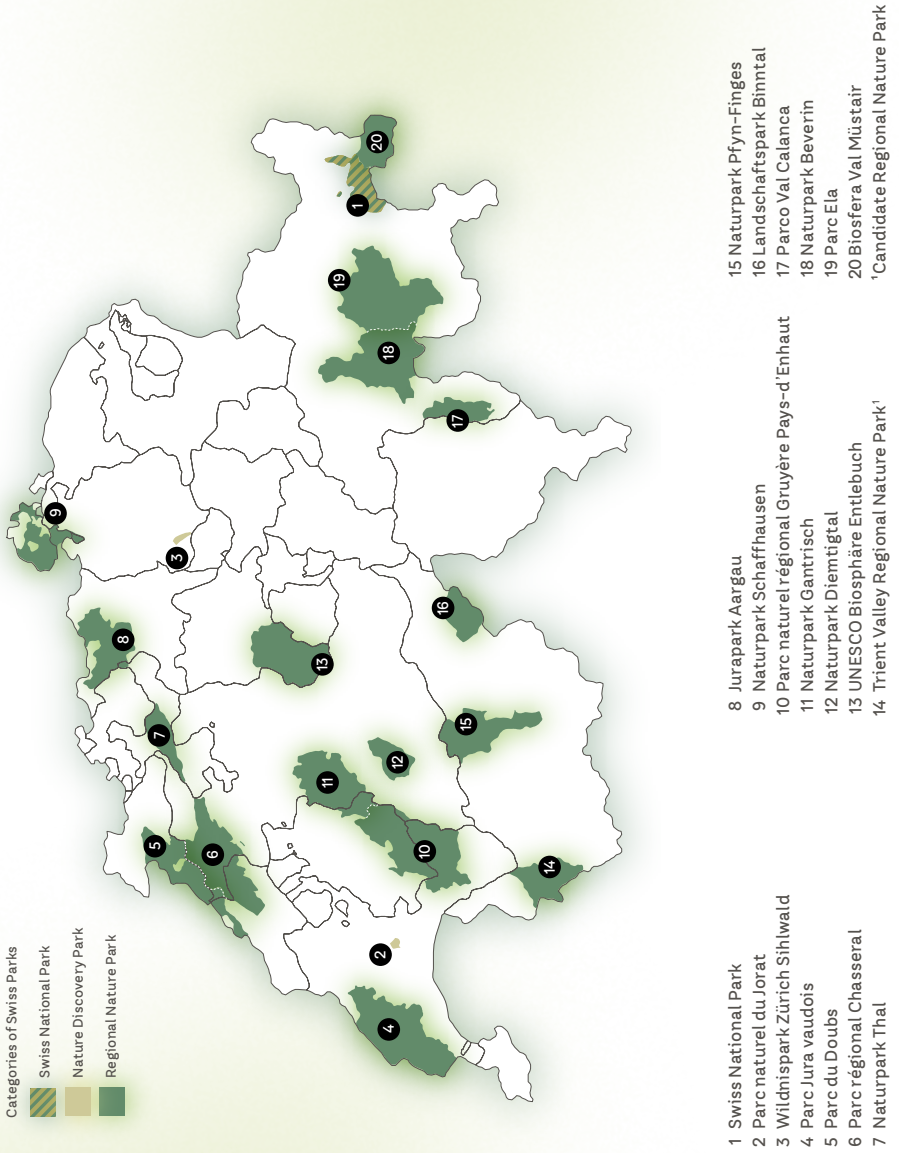 Categories of Swiss Parks
Swiss National Park
Nature Discovery Park
Regional Nature Park
1
2
3
4
5
6
7
8
9
10
11
12
13
14
15
16
17
18
19
20
1 Swiss National Park
2 Parc naturel du Jorat
3 Wildnispark Zürich Sihlwald
4 Parc Jura vaudois
5 Parc du Doubs
6 Parc régional Chasseral
7 Naturpark Thal
8 Jurapark Aargau
9 Naturpark Schaffhausen
10 Parc naturel régional Gruyère Pays-d'Enhaut
11 Naturpark Gantrisch
12 Naturpark Diemtigtal
13 UNESCO Biosphäre Entlebuch
14 Trient Valley Regional Nature Park¹
15 Naturpark Pfyn-Finges
16 Landschaftspark Binntal
17 Parco Val Calanca
18 Naturpark Beverin
19 Parc Ela
20 Biosfera Val Müstair
¹Candidate Regional Nature Park